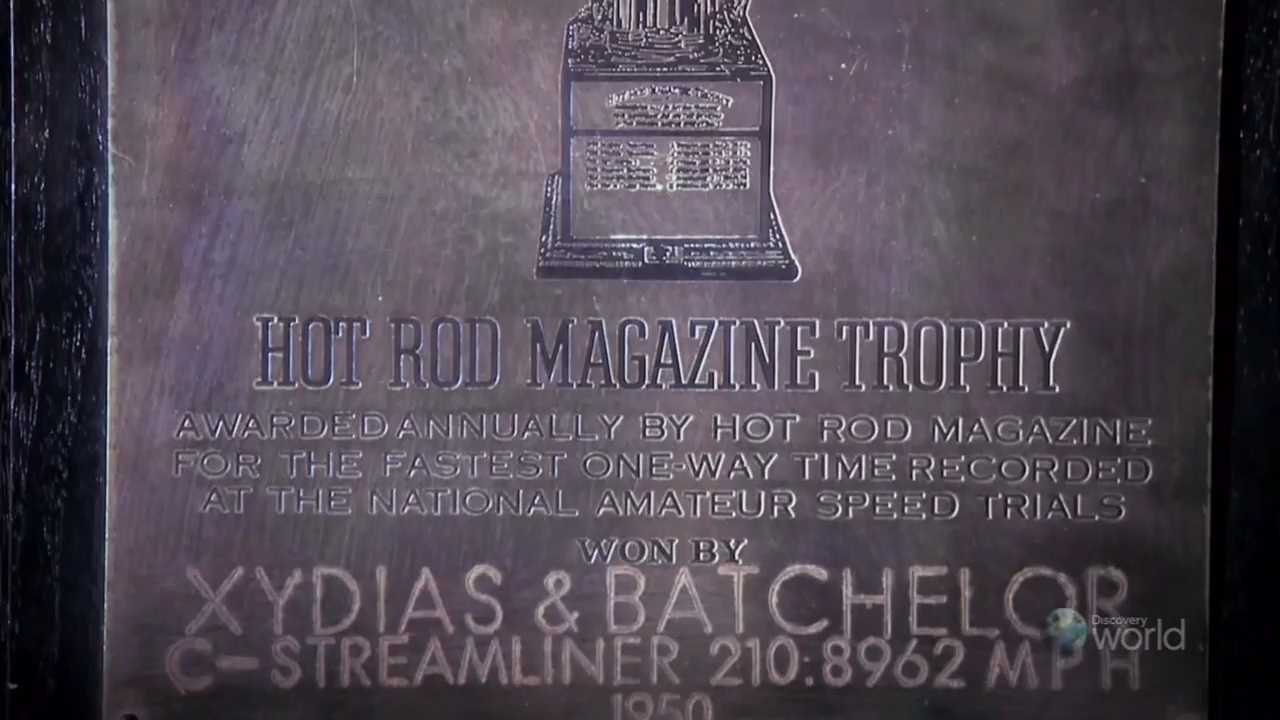 HOT ROD MAGAZINE TROPHY
AWARDED ANNUALLY BY HOT ROD MAGAZINE
FOR THE FASTEST ONE-WAY TIME RECORDED
AT THE NATIONAL AMATEUR SPEED TRIALS
WON BY
XYDIAS & BATCHELOR
C-STREAMLINER 210:8962 MPH
1950
Discovery
world